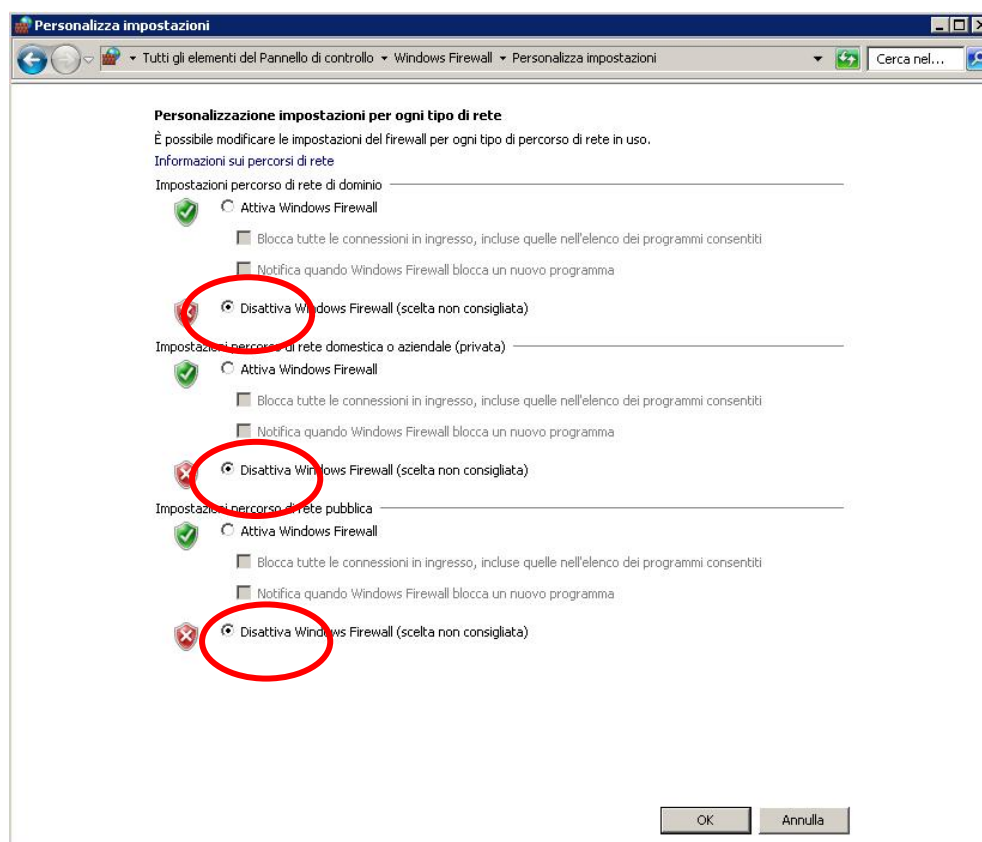 Personalizza impostazioni
Tutti gli elementi del Pannello di controllo Windows Firewall Personalizza impostazioni Cerca nel...
Personalizzazione impostazioni per ogni tipo di rete
È possibile modificare le impostazioni del firewall per ogni tipo di percorso di rete in uso.
Informazioni sui percorsi di rete
Impostazioni percorso di rete di dominio
Attiva Windows Firewall
Blocca tutte le connessioni in ingresso, incluse quelle nell'elenco dei programmi consentiti
Notifica quando Windows Firewall blocca un nuovo programma
Disattiva Windows Firewall (scelta non consigliata)
Impostazioni percorso di rete domestica o aziendale (privata)
Attiva Windows Firewall
Blocca tutte le connessioni in ingresso, incluse quelle nell'elenco dei programmi consentiti
Notifica quando Windows Firewall blocca un nuovo programma
Disattiva Windows Firewall (scelta non consigliata)
Impostazioni percorso di rete pubblica
Attiva Windows Firewall
Blocca tutte le connessioni in ingresso, incluse quelle nell'elenco dei programmi consentiti
Notifica quando Windows Firewall blocca un nuovo programma
Disattiva Windows Firewall (scelta non consigliata)
OK Annulla